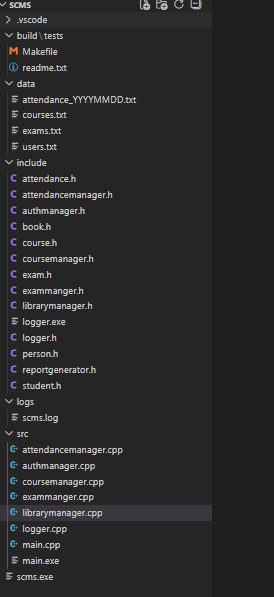 SCMS
.vscode
build \ tests
Makefile
readme.txt
data
attendance_YYYYMMDD.txt
courses.txt
exams.txt
users.txt
include
attendance.h
attendancemanager.h
authmanager.h
book.h
course.h
coursemanager.h
exam.h
exammanger.h
librarymanager.h
logger.exe
logger.h
person.h
reportgenerator.h
student.h
logs
scms.log
src
attendancemanager.cpp
authmanager.cpp
coursemanager.cpp
exammanger.cpp
librymanager.cpp
logger.cpp
main.cpp
main.exe
scms.exe